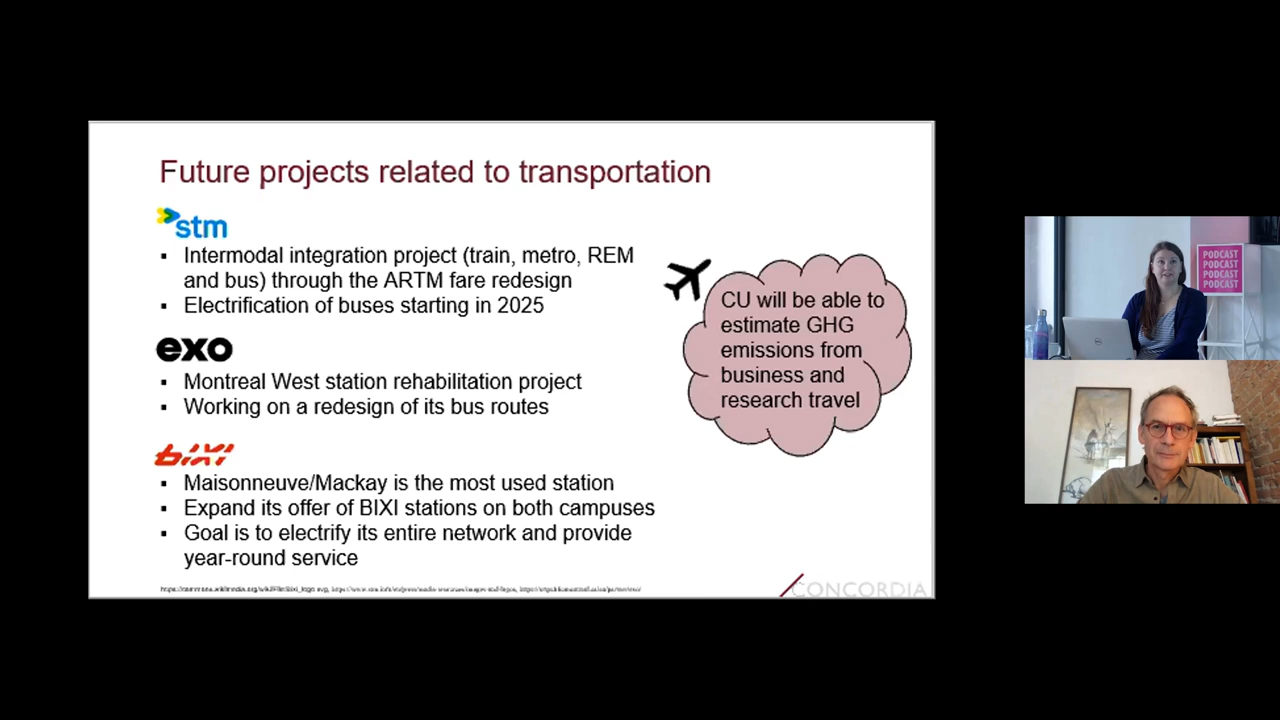 Future projects related to transportation
stm
Intermodal integration project (train, metro, REM
and bus) through the ARTM fare redesign
Electrification of buses starting in 2025
exo
Montreal West station rehabilitation project
Working on a redesign of its bus routes
bixi
Maisonneuve/Mackay is the most used station
Expand its offer of BIXI stations on both campuses
Goal is to electrify its entire network and provide
year-round service
CU will be able to
estimate GHG
emissions from
business and
research travel
CONCORDIA
PODCAST
PODCAST
PODCAST
PODCAST
DELL